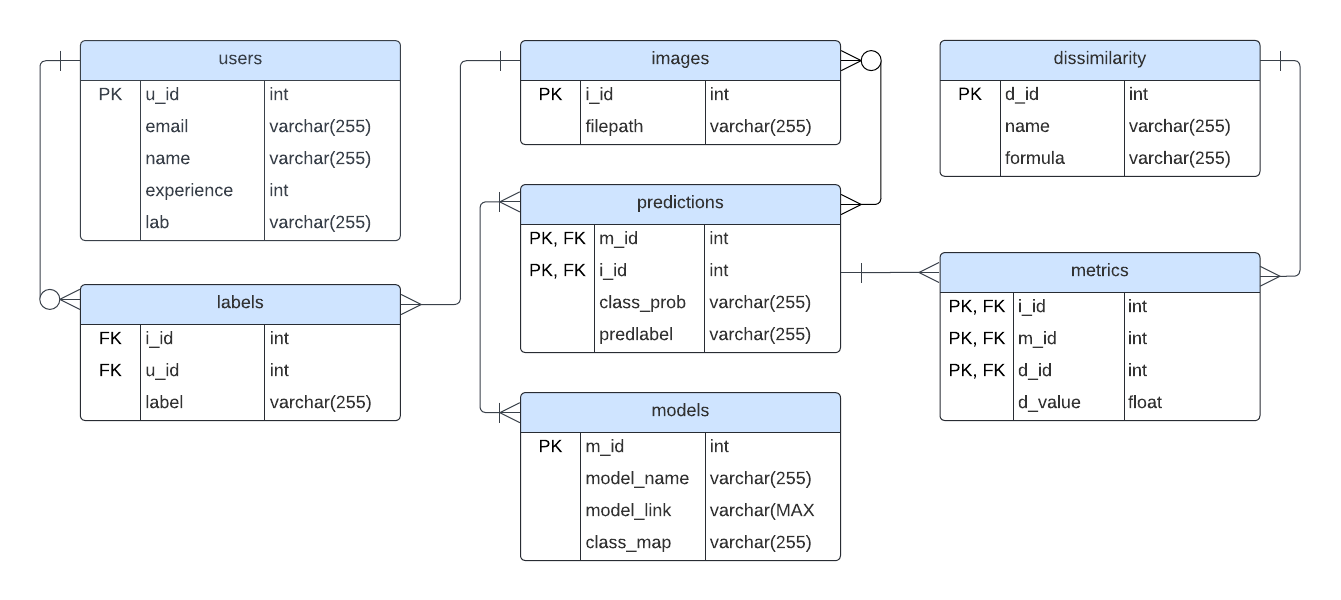 users
PK u_id int
email varchar(255)
name varchar(255)
experience int
lab varchar(255)
labels
FK i_id int
FK u_id int
label varchar(255)
images
PK i_id int
filepath varchar(255)
predictions
PK, FK m_id int
PK, FK i_id int
class_prob varchar(255)
predlabel varchar(255)
models
PK m_id int
model_name varchar(255)
model_link varchar(MAX
class_map varchar(255)
dissimilarity
PK d_id int
name varchar(255)
formula varchar(255)
metrics
PK, FK i_id int
PK, FK m_id int
PK, FK d_id int
d_value float